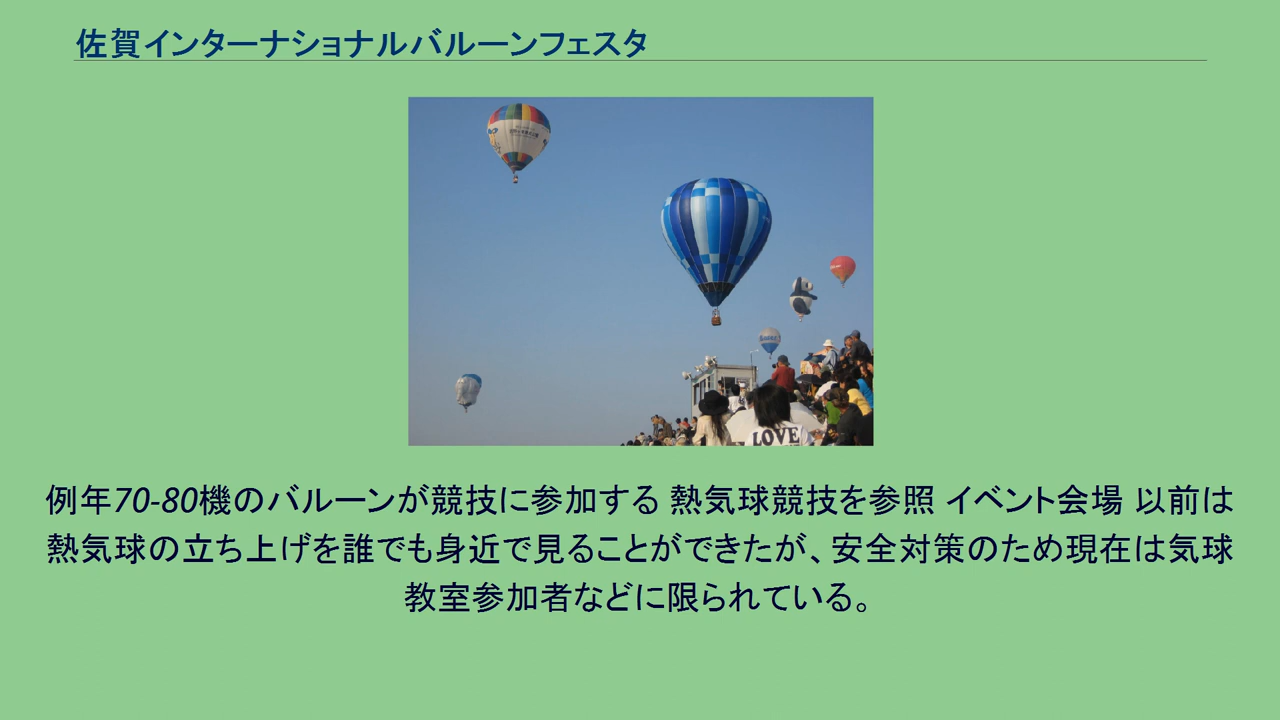 佐賀インターナショナルバルーンフェスタ
LOVE
例年70-80機のバルーンが競技に参加する 熱気球競技を参照 イベント会場 以前は
熱気球の立ち上げを誰でも身近で見ることができたが、安全対策のため現在は気球
教室参加者などに限られている。